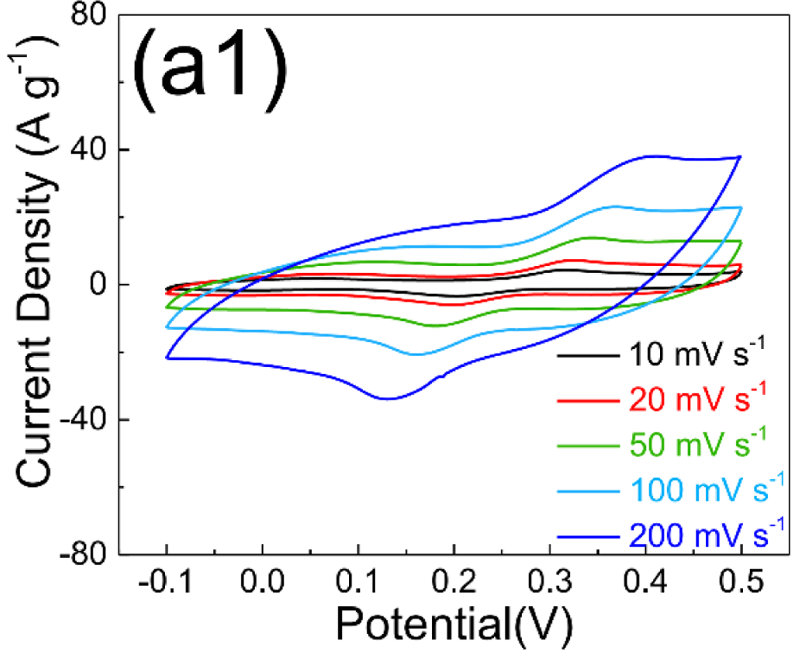 (a1)
80
40
0
-40
-80
Current Density (A g⁻¹)
10 mV s⁻¹
20 mV s⁻¹
50 mV s⁻¹
100 mV s⁻¹
200 mV s⁻¹
-0.1 0.0 0.1 0.2 0.3 0.4 0.5
Potential(V)